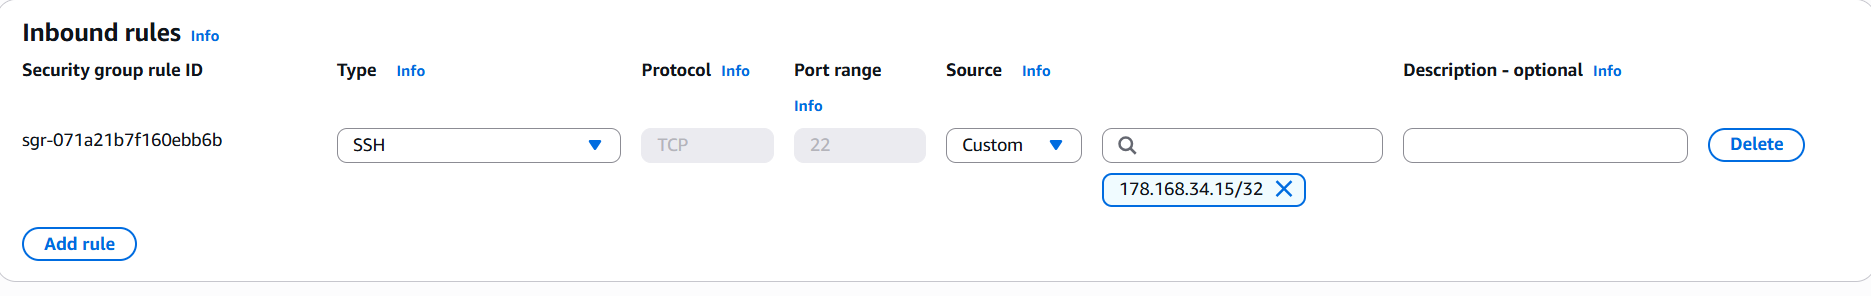 Inbound rules Info
Security group rule ID Type Info Protocol Info Port range Info Source Info Description - optional Info
sgr-071a21b7f160ebb6b SSH TCP 22 Custom Delete
178.168.34.15/32
Add rule